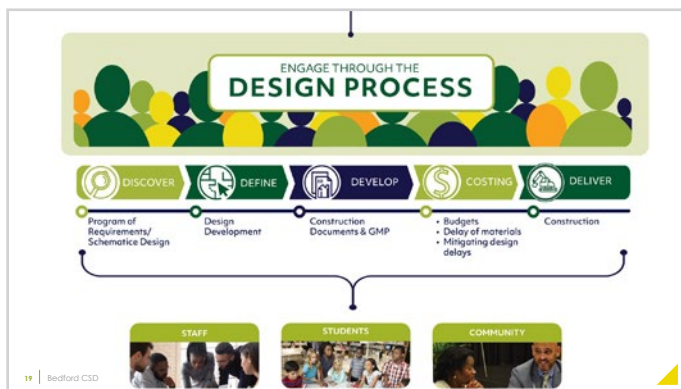 ENGAGE THROUGH THE
DESIGN PROCESS
DISCOVER
DEFINE
DEVELOP
COSTING
DELIVER
Program of
Requirements/
Schematice Design
Design
Development
Construction
Documents & GMP
• Budgets
• Delay of materials
• Mitigating design
delays
Construction
STAFF
STUDENTS
COMMUNITY
19 | Bedford CSD